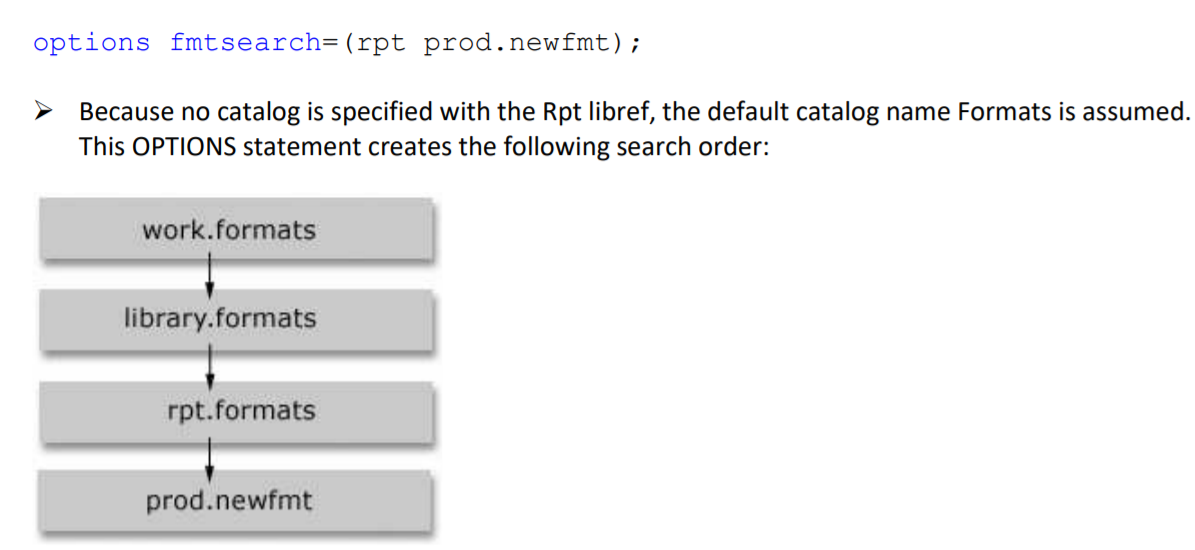 options fmtsearch=(rpt prod.newfmt);
➢ Because no catalog is specified with the Rpt libref, the default catalog name Formats is assumed.
This OPTIONS statement creates the following search order:
work.formats
library.formats
rpt.formats
prod.newfmt